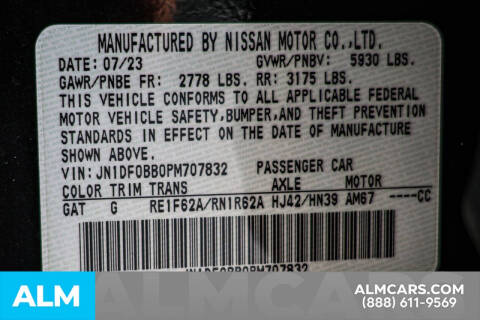 MANUFACTURED BY NISSAN MOTOR CO.,LTD.
DATE: 07/23 GVWR/PNBV: 5930 LBS.
GAWR/PNBE FR: 2778 LBS. RR: 3175 LBS.
THIS VEHICLE CONFORMS TO ALL APPLICABLE FEDERAL
MOTOR VEHICLE SAFETY,BUMPER,AND THEFT PREVENTION
STANDARDS IN EFFECT ON THE DATE OF MANUFACTURE
SHOWN ABOVE.
VIN: JN1DF0BB0PM707832 PASSENGER CAR
COLOR TRIM TRANS AXLE MOTOR
GAT G RE1F62A/RN1R62A HJ42/HN39 AM67 ----CC
JN1DF0BB0PM707832
ALM
ALMCARS.COM
(888) 611-9569